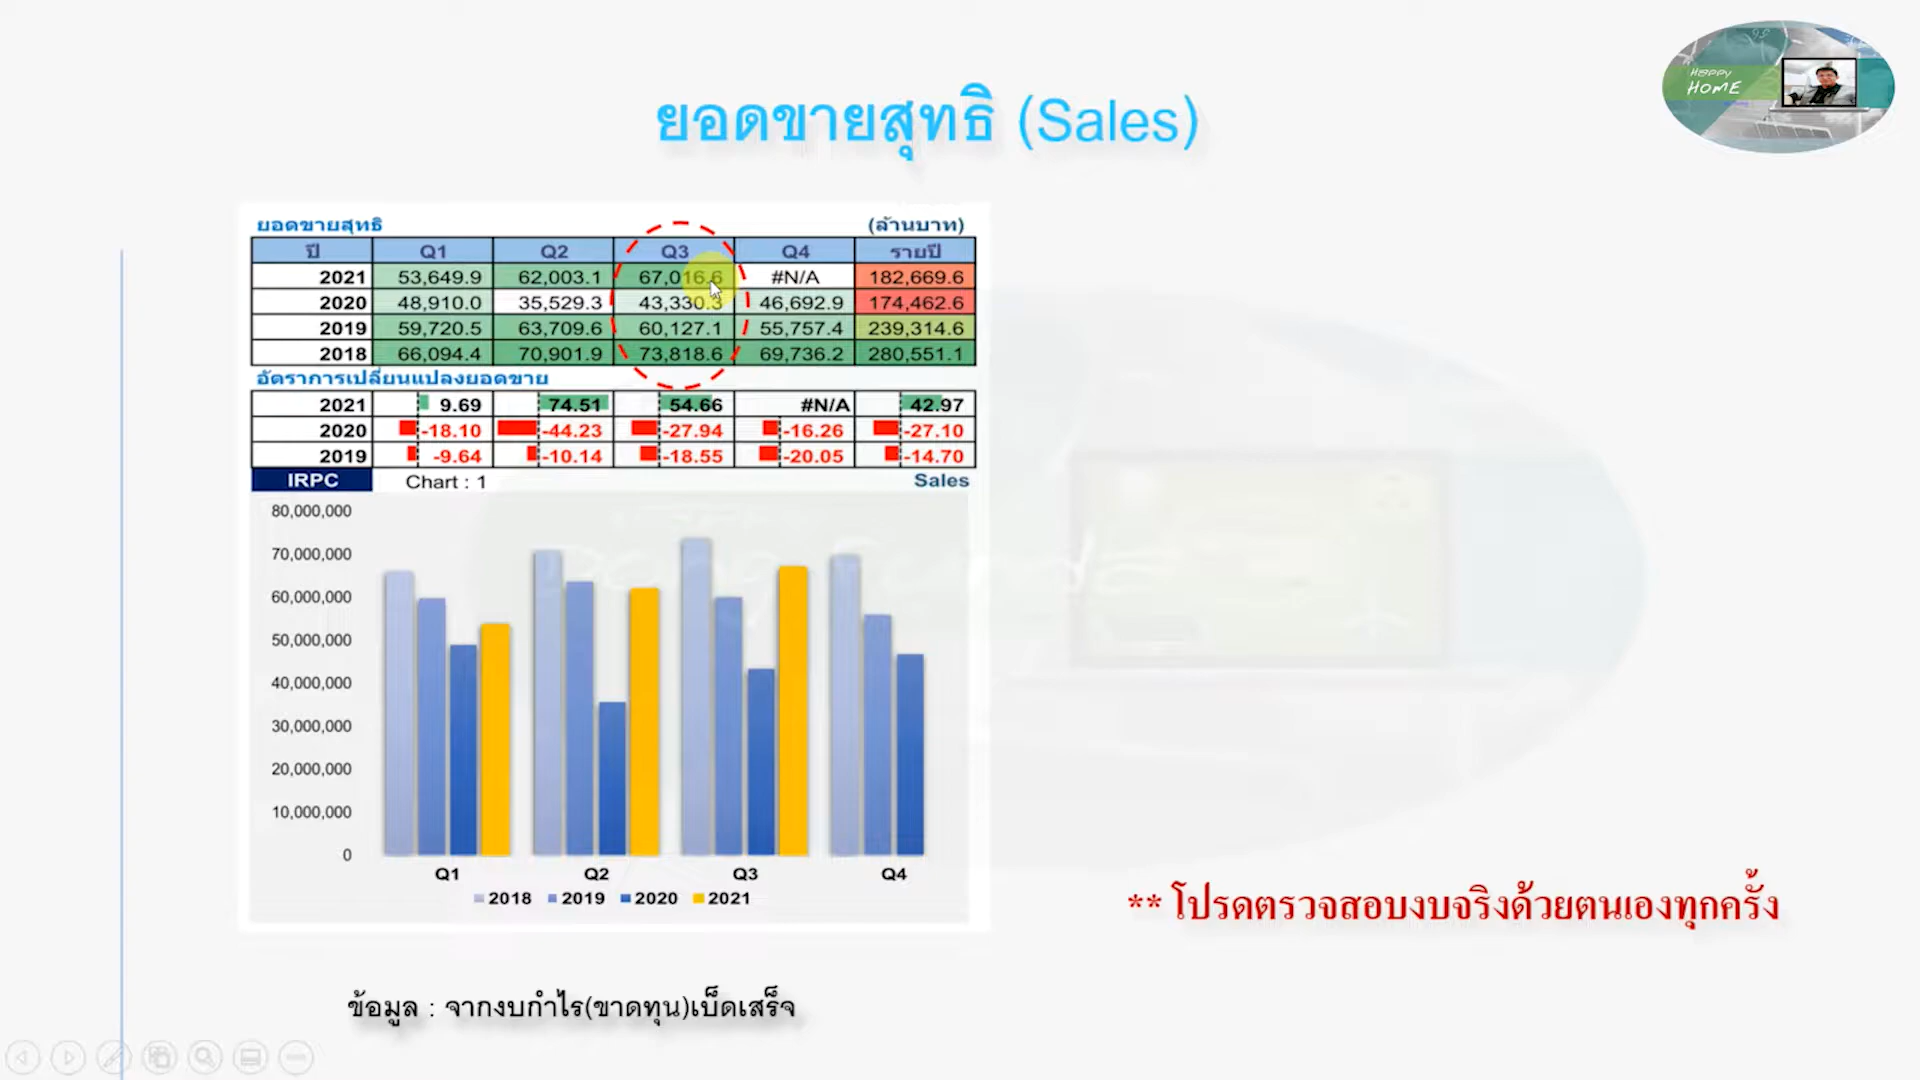 Happy
HOME
ยอดขายสุทธิ (Sales)
ยอดขายสุทธิ (ล้านบาท)
ปี Q1 Q2 Q3 Q4 รายปี
2021 53,649.9 62,003.1 67,016.6 #N/A 182,669.6
2020 48,910.0 35,529.3 43,330.3 46,692.9 174,462.6
2019 59,720.5 63,709.6 60,127.1 55,757.4 239,314.6
2018 66,094.4 70,901.9 73,818.6 69,736.2 280,551.1
อัตราการเปลี่ยนแปลงยอดขาย
2021 9.69 74.51 54.66 #N/A 42.97
2020 -18.10 -44.23 -27.94 -16.26 -27.10
2019 -9.64 -10.14 -18.55 -20.05 -14.70
IRPC Chart : 1 Sales
80,000,000
70,000,000
60,000,000
50,000,000
40,000,000
30,000,000
20,000,000
10,000,000
0
Q1 Q2 Q3 Q4
2018 2019 2020 2021
** โปรดตรวจสอบงบจริงด้วยตนเองทุกครั้ง
ข้อมูล : จากงบกำไร(ขาดทุน)เบ็ดเสร็จ